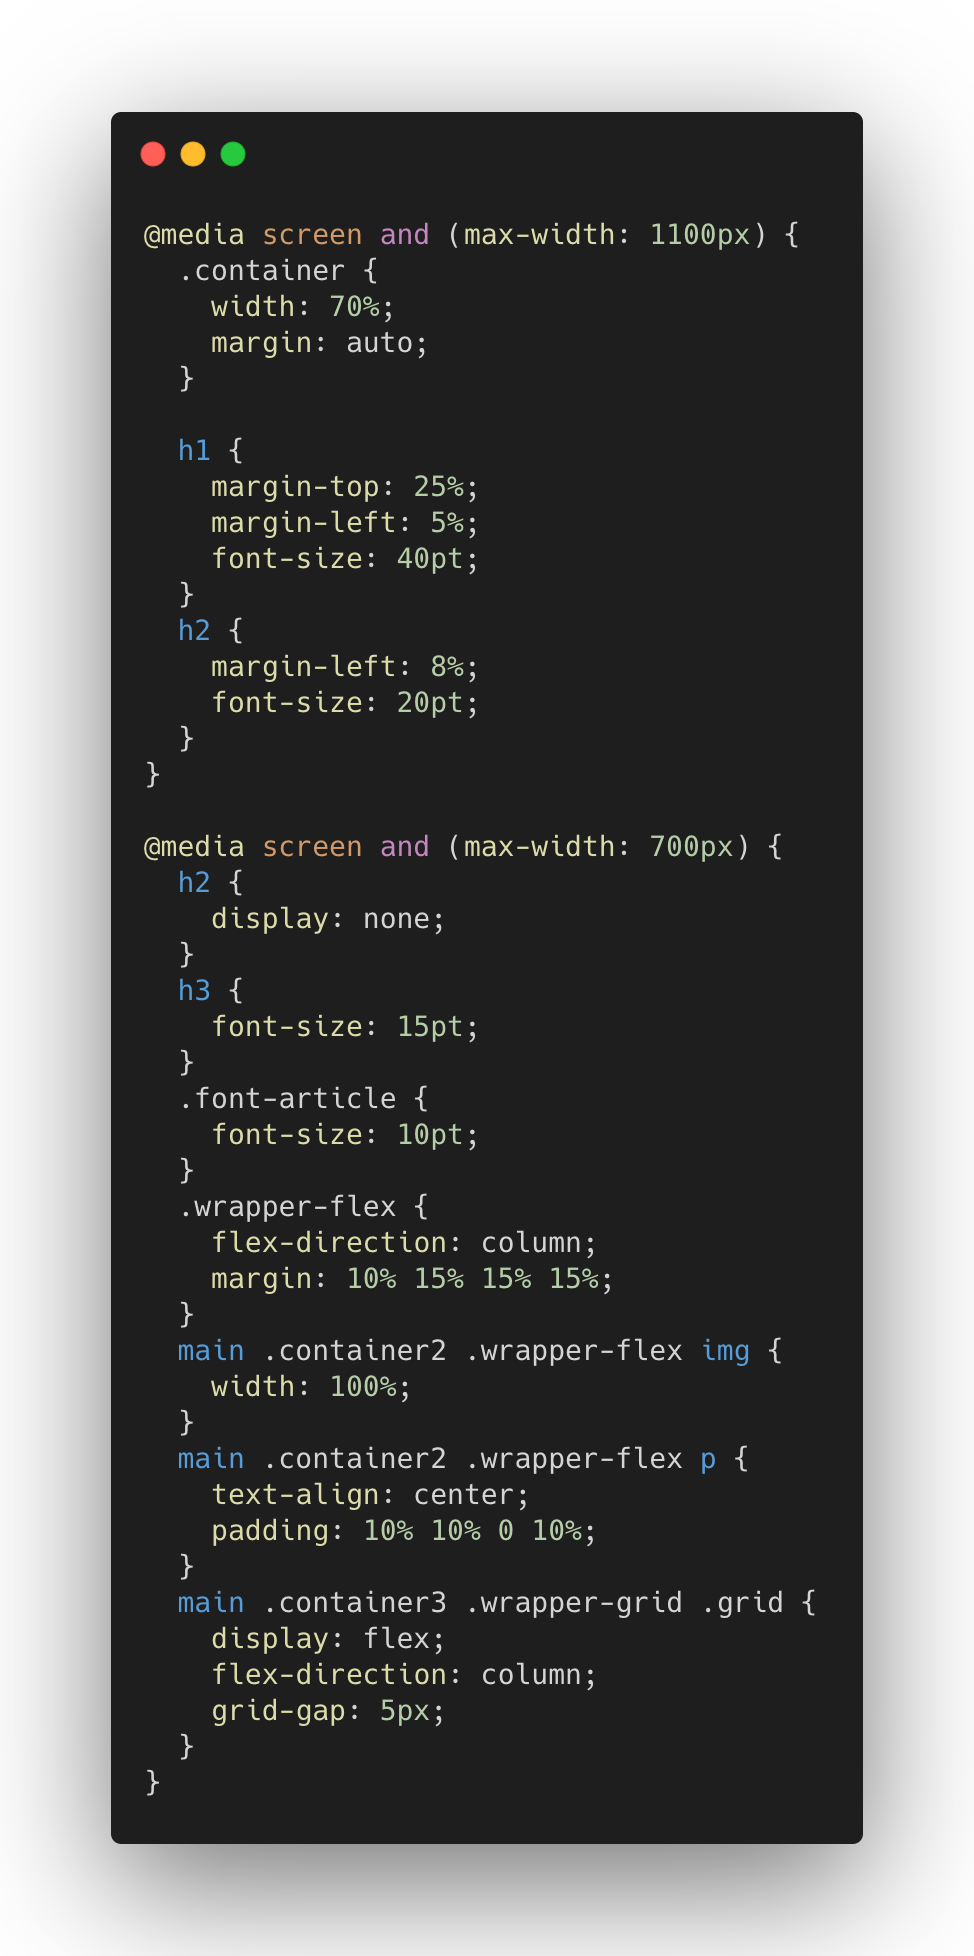 @media screen and (max-width: 1100px) {
  .container {
    width: 70%;
    margin: auto;
  }

  h1 {
    margin-top: 25%;
    margin-left: 5%;
    font-size: 40pt;
  }
  h2 {
    margin-left: 8%;
    font-size: 20pt;
  }
}

@media screen and (max-width: 700px) {
  h2 {
    display: none;
  }
  h3 {
    font-size: 15pt;
  }
  .font-article {
    font-size: 10pt;
  }
  .wrapper-flex {
    flex-direction: column;
    margin: 10% 15% 15% 15%;
  }
  main .container2 .wrapper-flex img {
    width: 100%;
  }
  main .container2 .wrapper-flex p {
    text-align: center;
    padding: 10% 10% 0 10%;
  }
  main .container3 .wrapper-grid .grid {
    display: flex;
    flex-direction: column;
    grid-gap: 5px;
  }
}